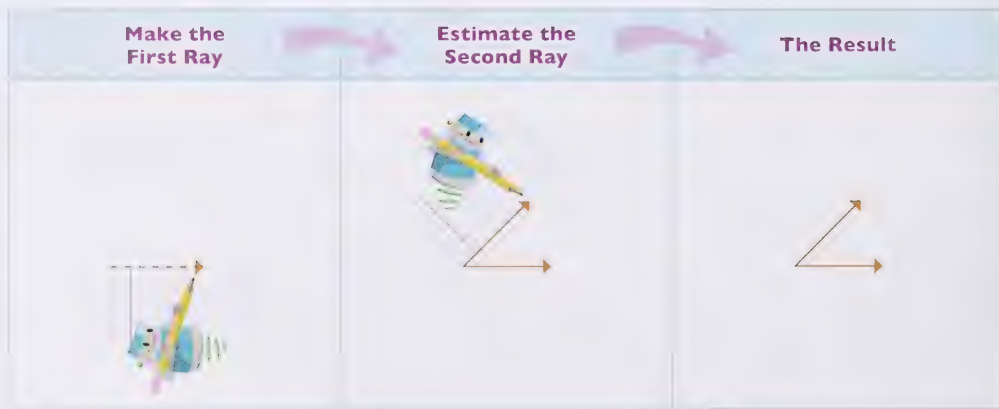 Make the
First Ray
Estimate the
Second Ray
The Result